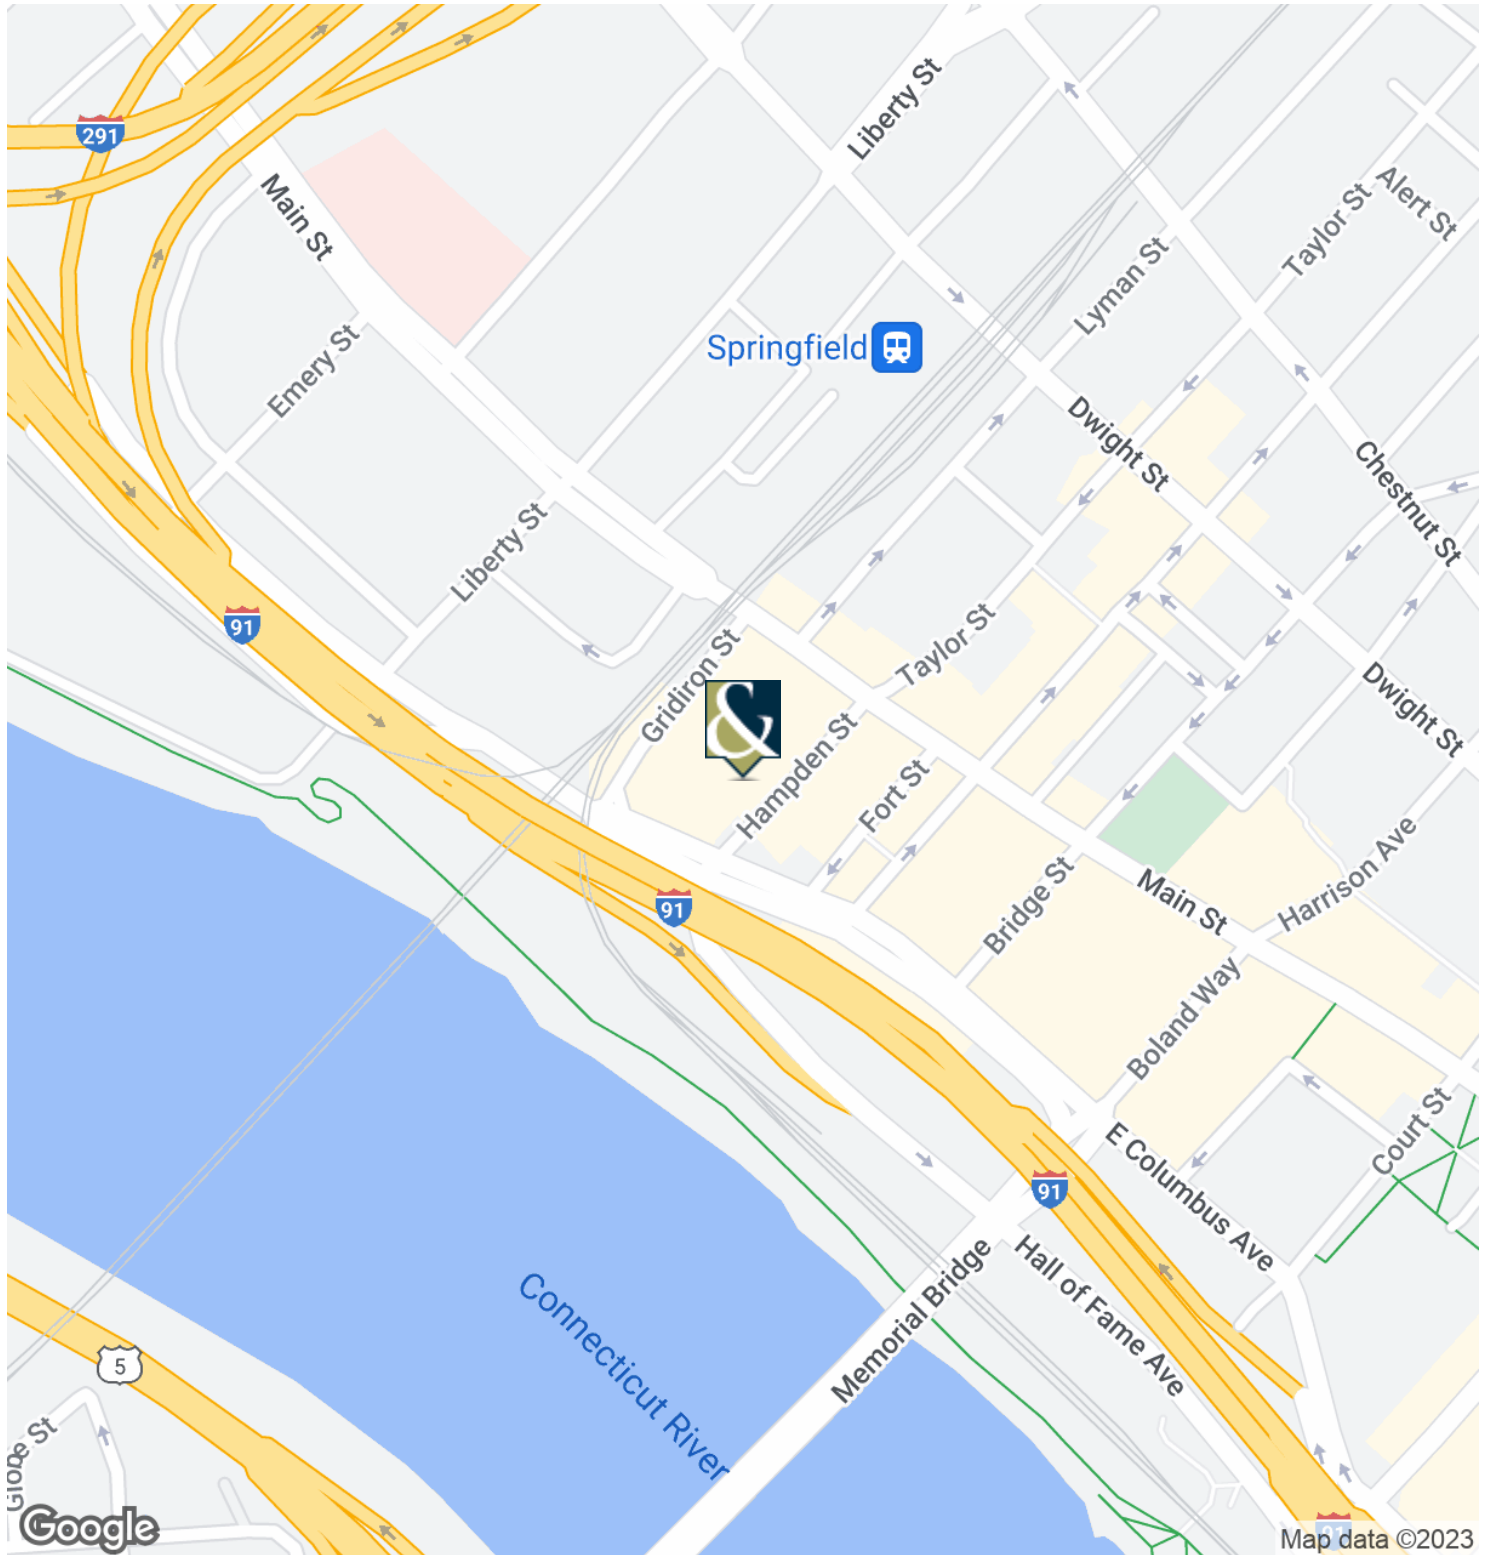 Liberty St
291
Alert St
Main St
Taylor St
Lyman St
Springfield
Emery St
Dwight St
Chestnut St
Liberty St
91
Taylor St
Gridiron St
&
Dwight St
Hampden St
Fort St
Harrison Ave
Bridge St
Main St
91
Boland Way
Court St
E Columbus Ave
91
Memorial Bridge
Hall of Fame Ave
Connecticut River
5
Globe St
Google
91
Map data ©2023